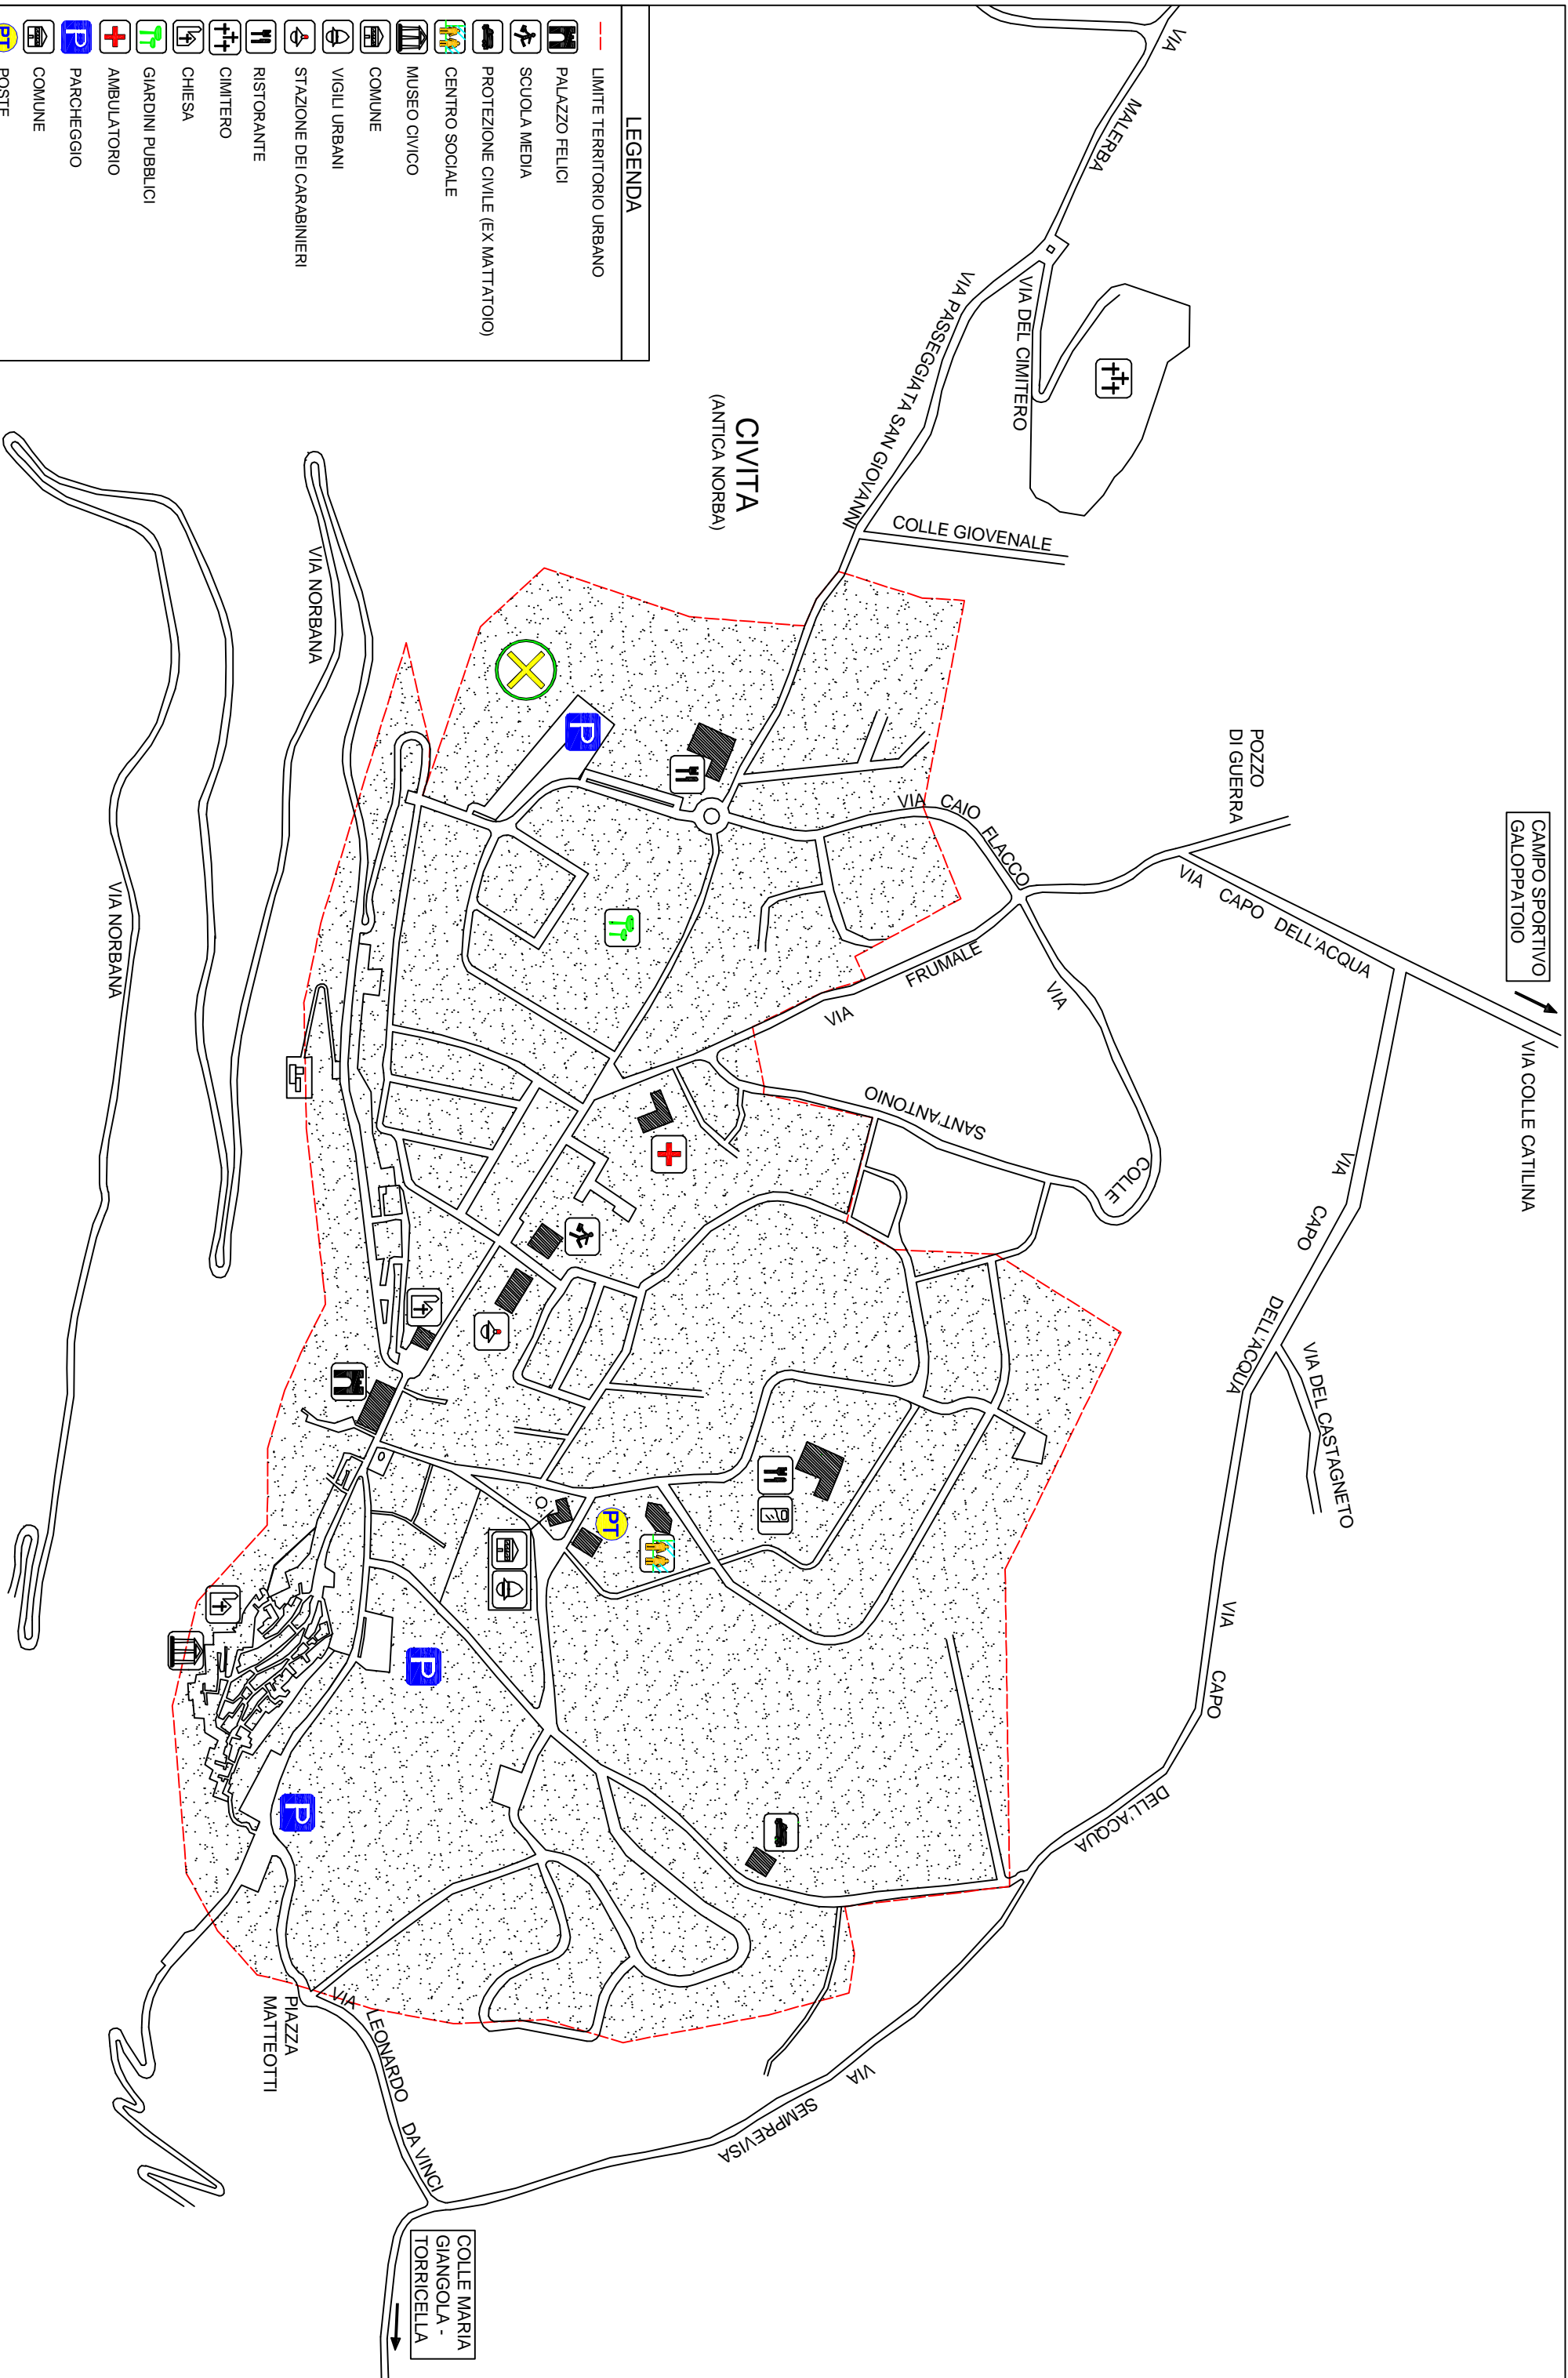 CAMPO SPORTIVO
GALOPPATOIO
VIA COLLE CATILINA
POZZO
DI GUERRA
VIA CAPO DELL'ACQUA
VIA CAPO DELL'ACQUA
VIA DEL CASTAGNETO
VIA CAPO DELL'ACQUA
VIA MALERBA
VIA DEL CIMITERO
VIA PASSEGGIATA SAN GIOVANNI
COLLE GIOVENALE
VIA CAIO FLACCO
VIA FRUMALE
VIA COLLE SANT'ANTONIO
CIVITA
(ANTICA NORBA)
P
PT
P
P
VIA SEMPREVISA
VIA LEONARDO DA VINCI
PIAZZA
MATTEOTTI
COLLE MARIA
GIANGOLA -
TORRICELLA
VIA NORBANA
VIA NORBANA
LEGENDA
LIMITE TERRITORIO URBANO
PALAZZO FELICI
SCUOLA MEDIA
PROTEZIONE CIVILE (EX MATTATOIO)
CENTRO SOCIALE
MUSEO CIVICO
COMUNE
VIGILI URBANI
STAZIONE DEI CARABINIERI
RISTORANTE
CIMITERO
CHIESA
GIARDINI PUBBLICI
AMBULATORIO
P PARCHEGGIO
COMUNE
PT POSTE